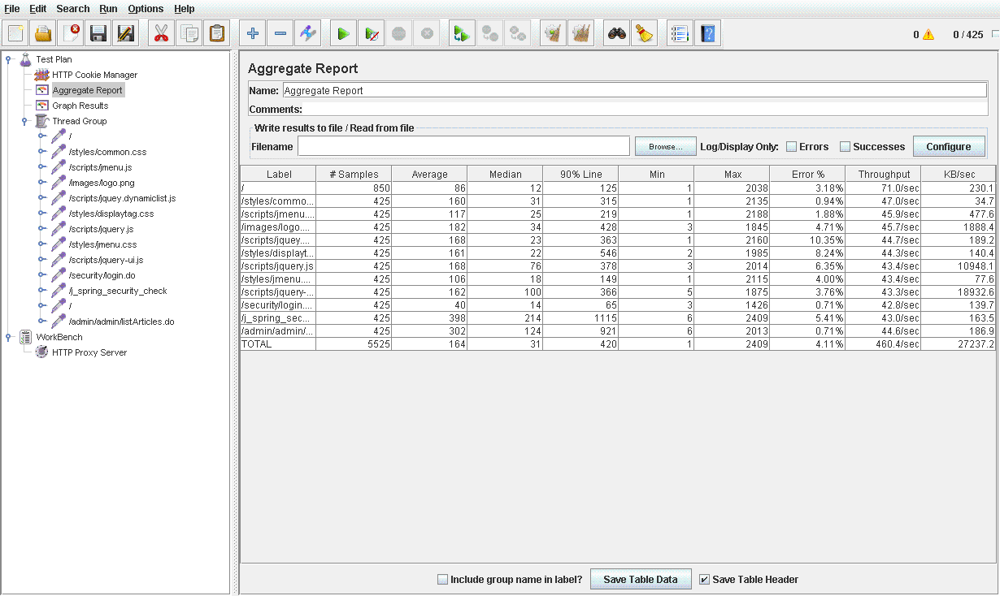 File Edit Search Run Options Help
0 0 / 425
Test Plan
HTTP Cookie Manager
Aggregate Report
Graph Results
Thread Group
/
/styles/common.css
/scripts/jmenu.js
/images/logo.png
/scripts/jquey.dynamiclist.js
/styles/displaytag.css
/scripts/jquery.js
/styles/jmenu.css
/scripts/jquery-ui.js
/security/login.do
/j_spring_security_check
/
/admin/admin/listArticles.do
WorkBench
HTTP Proxy Server
Aggregate Report
Name: Aggregate Report
Comments:
Write results to file / Read from file
Filename Browse... Log/Display Only: Errors Successes Configure
Label # Samples Average Median 90% Line Min Max Error % Throughput KB/sec
/ 850 86 12 125 1 2038 3.18% 71.0/sec 230.1
/styles/commo... 425 160 31 315 1 2135 0.94% 47.0/sec 34.7
/scripts/jmenu.... 425 117 25 219 1 2188 1.88% 45.9/sec 477.6
/images/logo.... 425 182 34 428 3 1845 4.71% 45.7/sec 1888.4
/scripts/jquey.... 425 168 23 363 1 2160 10.35% 44.7/sec 189.2
/styles/displayt... 425 161 22 546 2 1985 8.24% 44.3/sec 140.4
/scripts/jquery.js 425 168 76 378 3 2014 6.35% 43.4/sec 10948.1
/styles/jmenu.... 425 106 18 149 1 2115 4.00% 43.4/sec 77.6
/scripts/jquery-... 425 162 100 366 5 1875 3.76% 43.3/sec 18932.6
/security/login.... 425 40 14 65 3 1426 0.71% 42.8/sec 139.7
/j_spring_sec... 425 398 214 1115 6 2409 5.41% 43.0/sec 163.5
/admin/admin/... 425 302 124 921 6 2013 0.71% 44.6/sec 186.9
TOTAL 5525 164 31 420 1 2409 4.11% 460.4/sec 27237.2
Include group name in label? Save Table Data Save Table Header